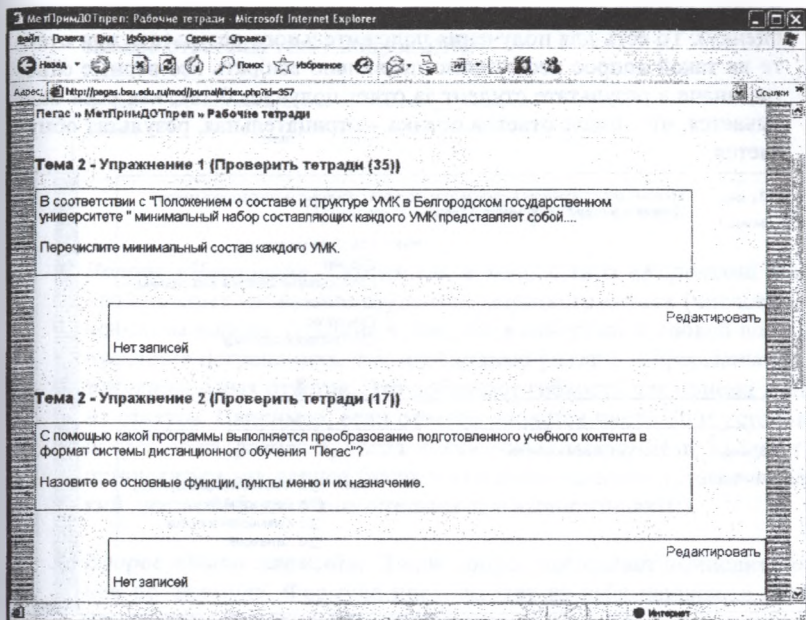 МетПримДОТпреп: Рабочие тетради - Microsoft Internet Explorer
Файл Правка Вид Избранное Сервис Справка
Назад Поиск Избранное
Адрес: http://pegas.bsu.edu.ru/mod/journal/index.php?id=357 Ссылки »
Пегас » МетПримДОТпреп » Рабочие тетради
Тема 2 - Упражнение 1 (Проверить тетради (35))
В соответствии с "Положением о составе и структуре УМК в Белгородском государственном
университете " минимальный набор составляющих каждого УМК представляет собой....
Перечислите минимальный состав каждого УМК.
Редактировать
Нет записей
Тема 2 - Упражнение 2 (Проверить тетради (17))
С помощью какой программы выполняется преобразование подготовленного учебного контента в
формат системы дистанционного обучения "Пегас"?
Назовите ее основные функции, пункты меню и их назначение.
Редактировать
Нет записей
Интернет